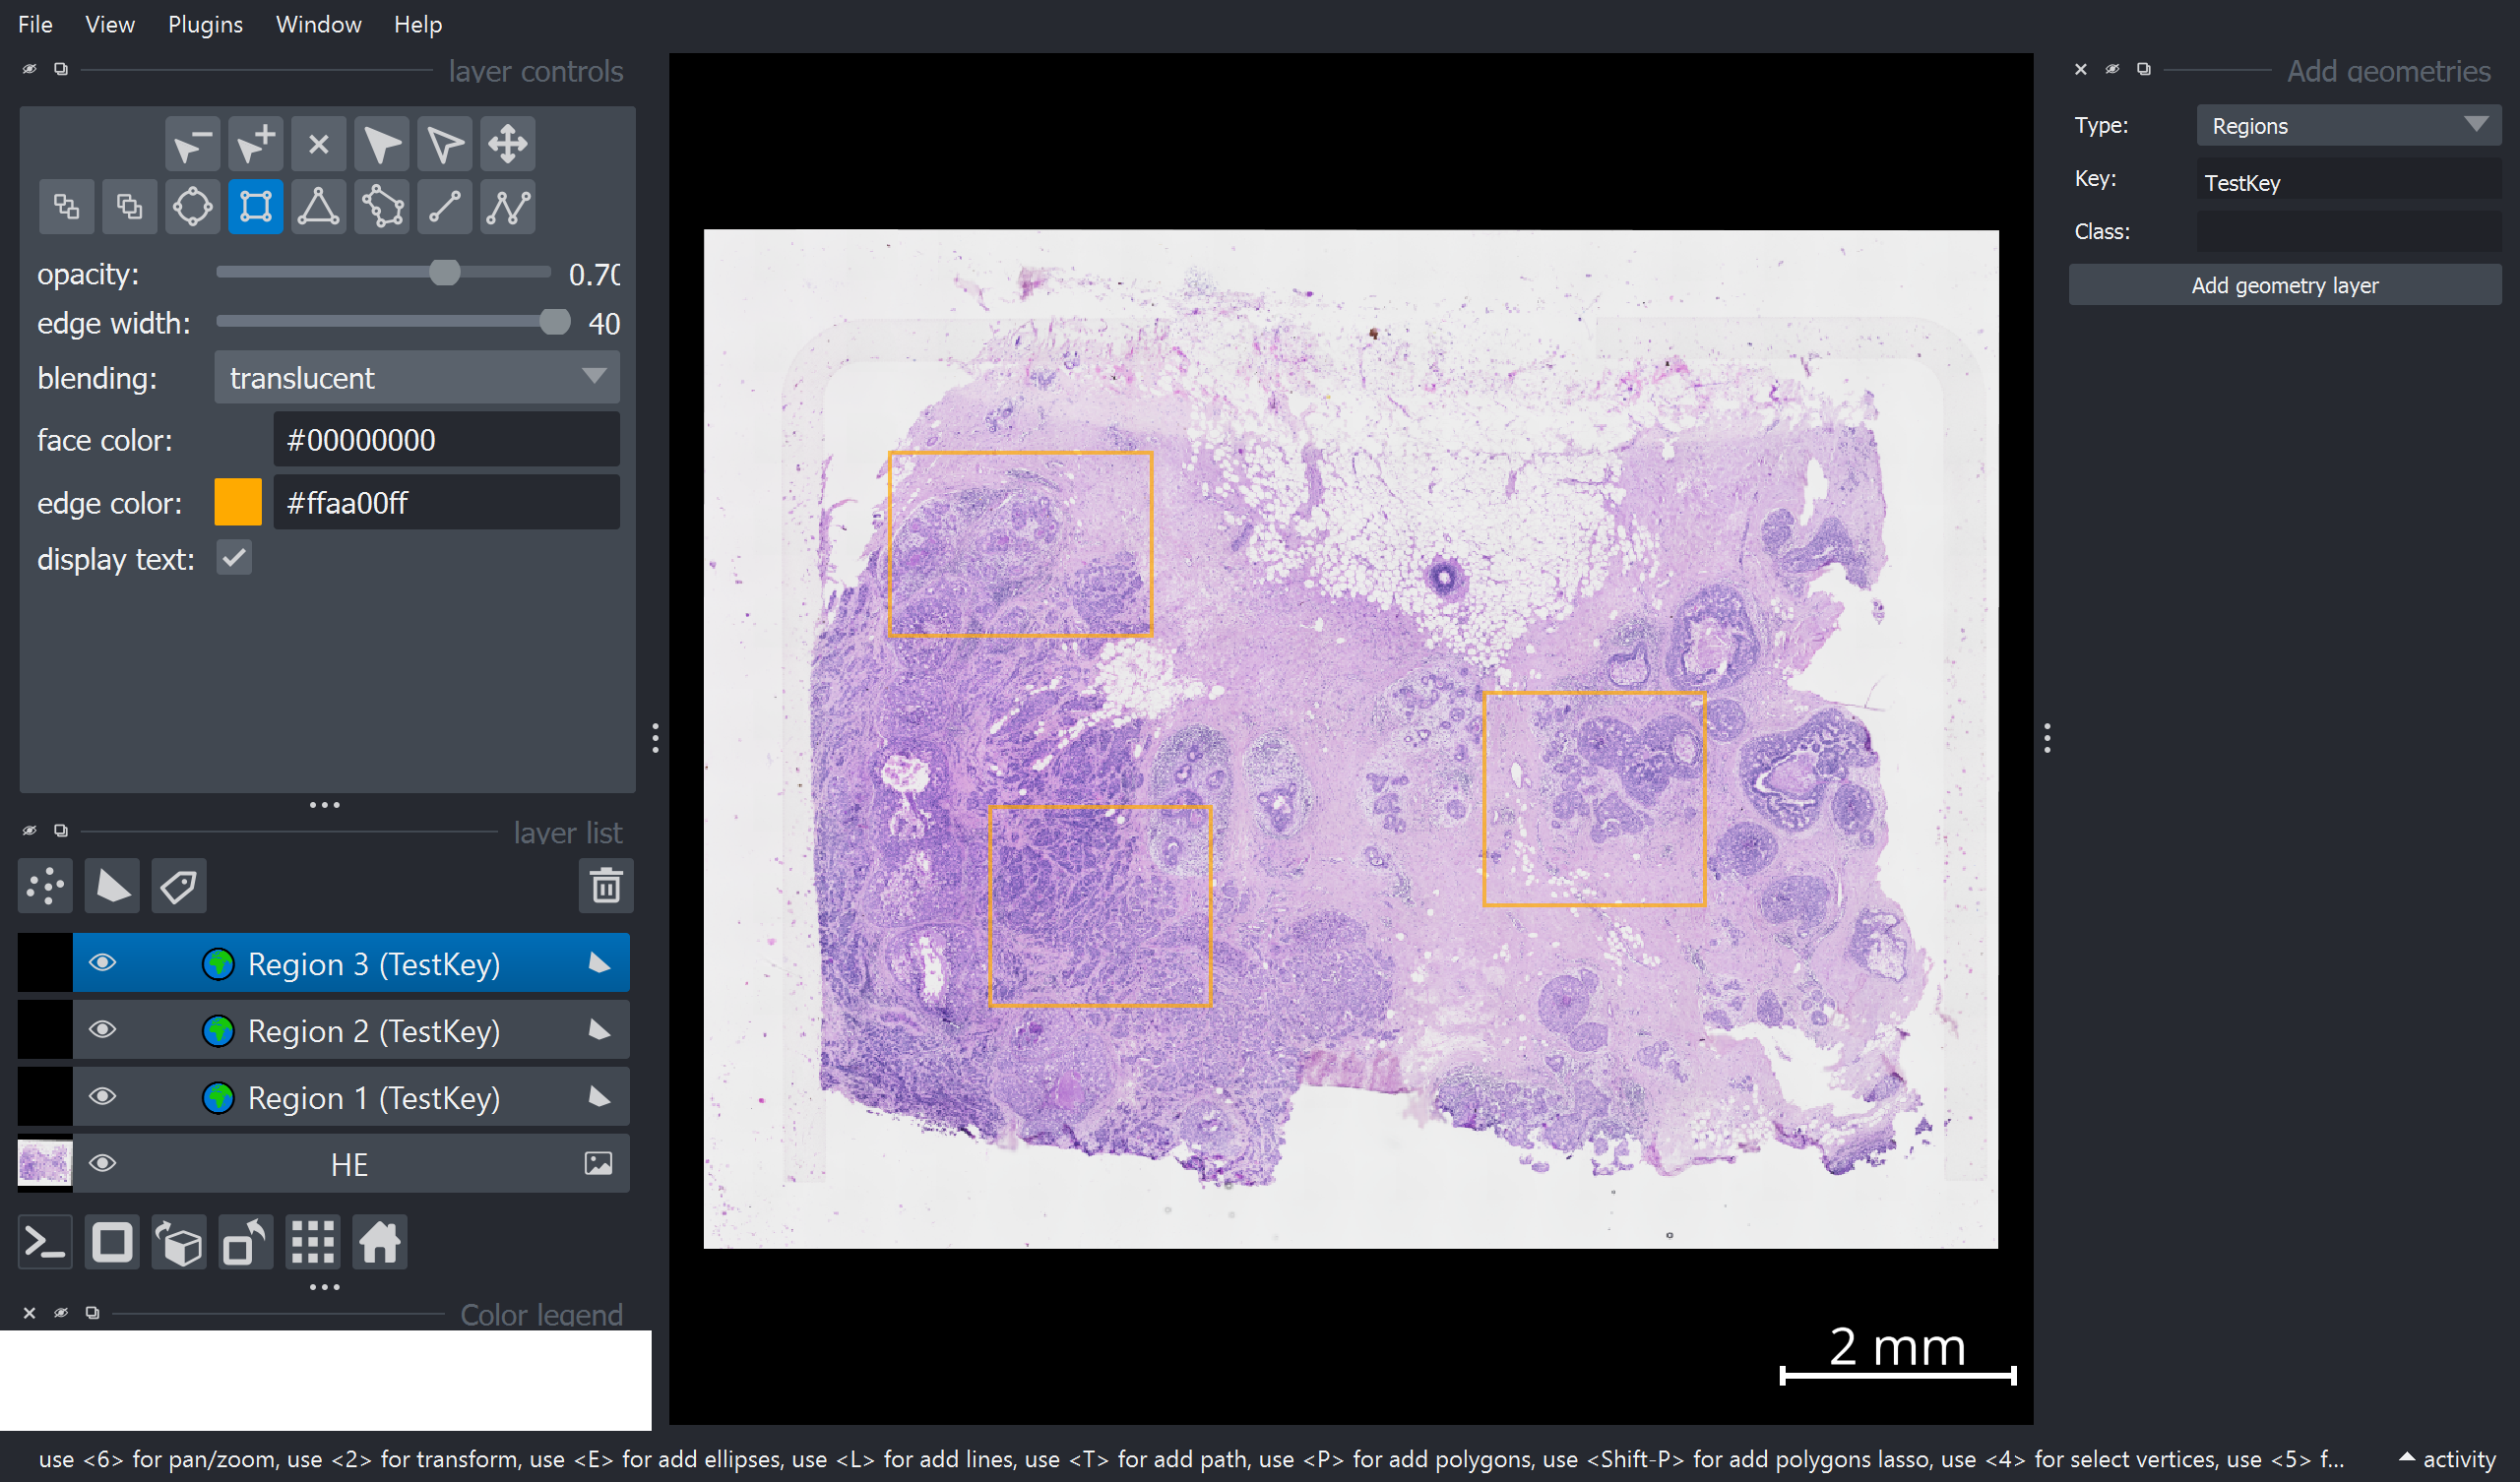 File View Plugins Window Help
layer controls
opacity: 0.70
edge width: 40
blending: translucent
face color: #00000000
edge color: #ffaa00ff
display text:
layer list
Region 3 (TestKey)
Region 2 (TestKey)
Region 1 (TestKey)
HE
Color legend
2 mm
Add geometries
Type: Regions
Key: TestKey
Class:
Add geometry layer
use <6> for pan/zoom, use <2> for transform, use <E> for add ellipses, use <L> for add lines, use <T> for add path, use <P> for add polygons, use <Shift-P> for add polygons lasso, use <4> for select vertices, use <5> f...
activity